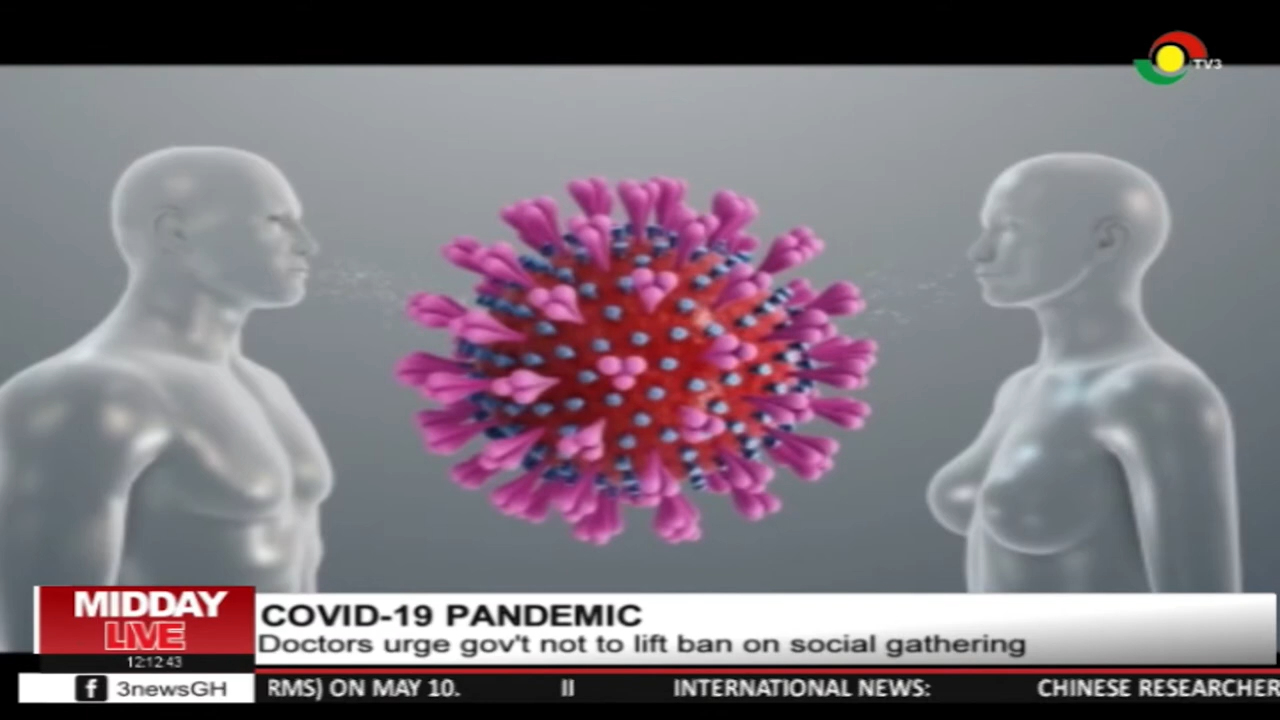 TV3
MIDDAY
LIVE
12:12:43
COVID-19 PANDEMIC
Doctors urge gov't not to lift ban on social gathering
3newsGH
RMS) ON MAY 10. II INTERNATIONAL NEWS: CHINESE RESEARCHER